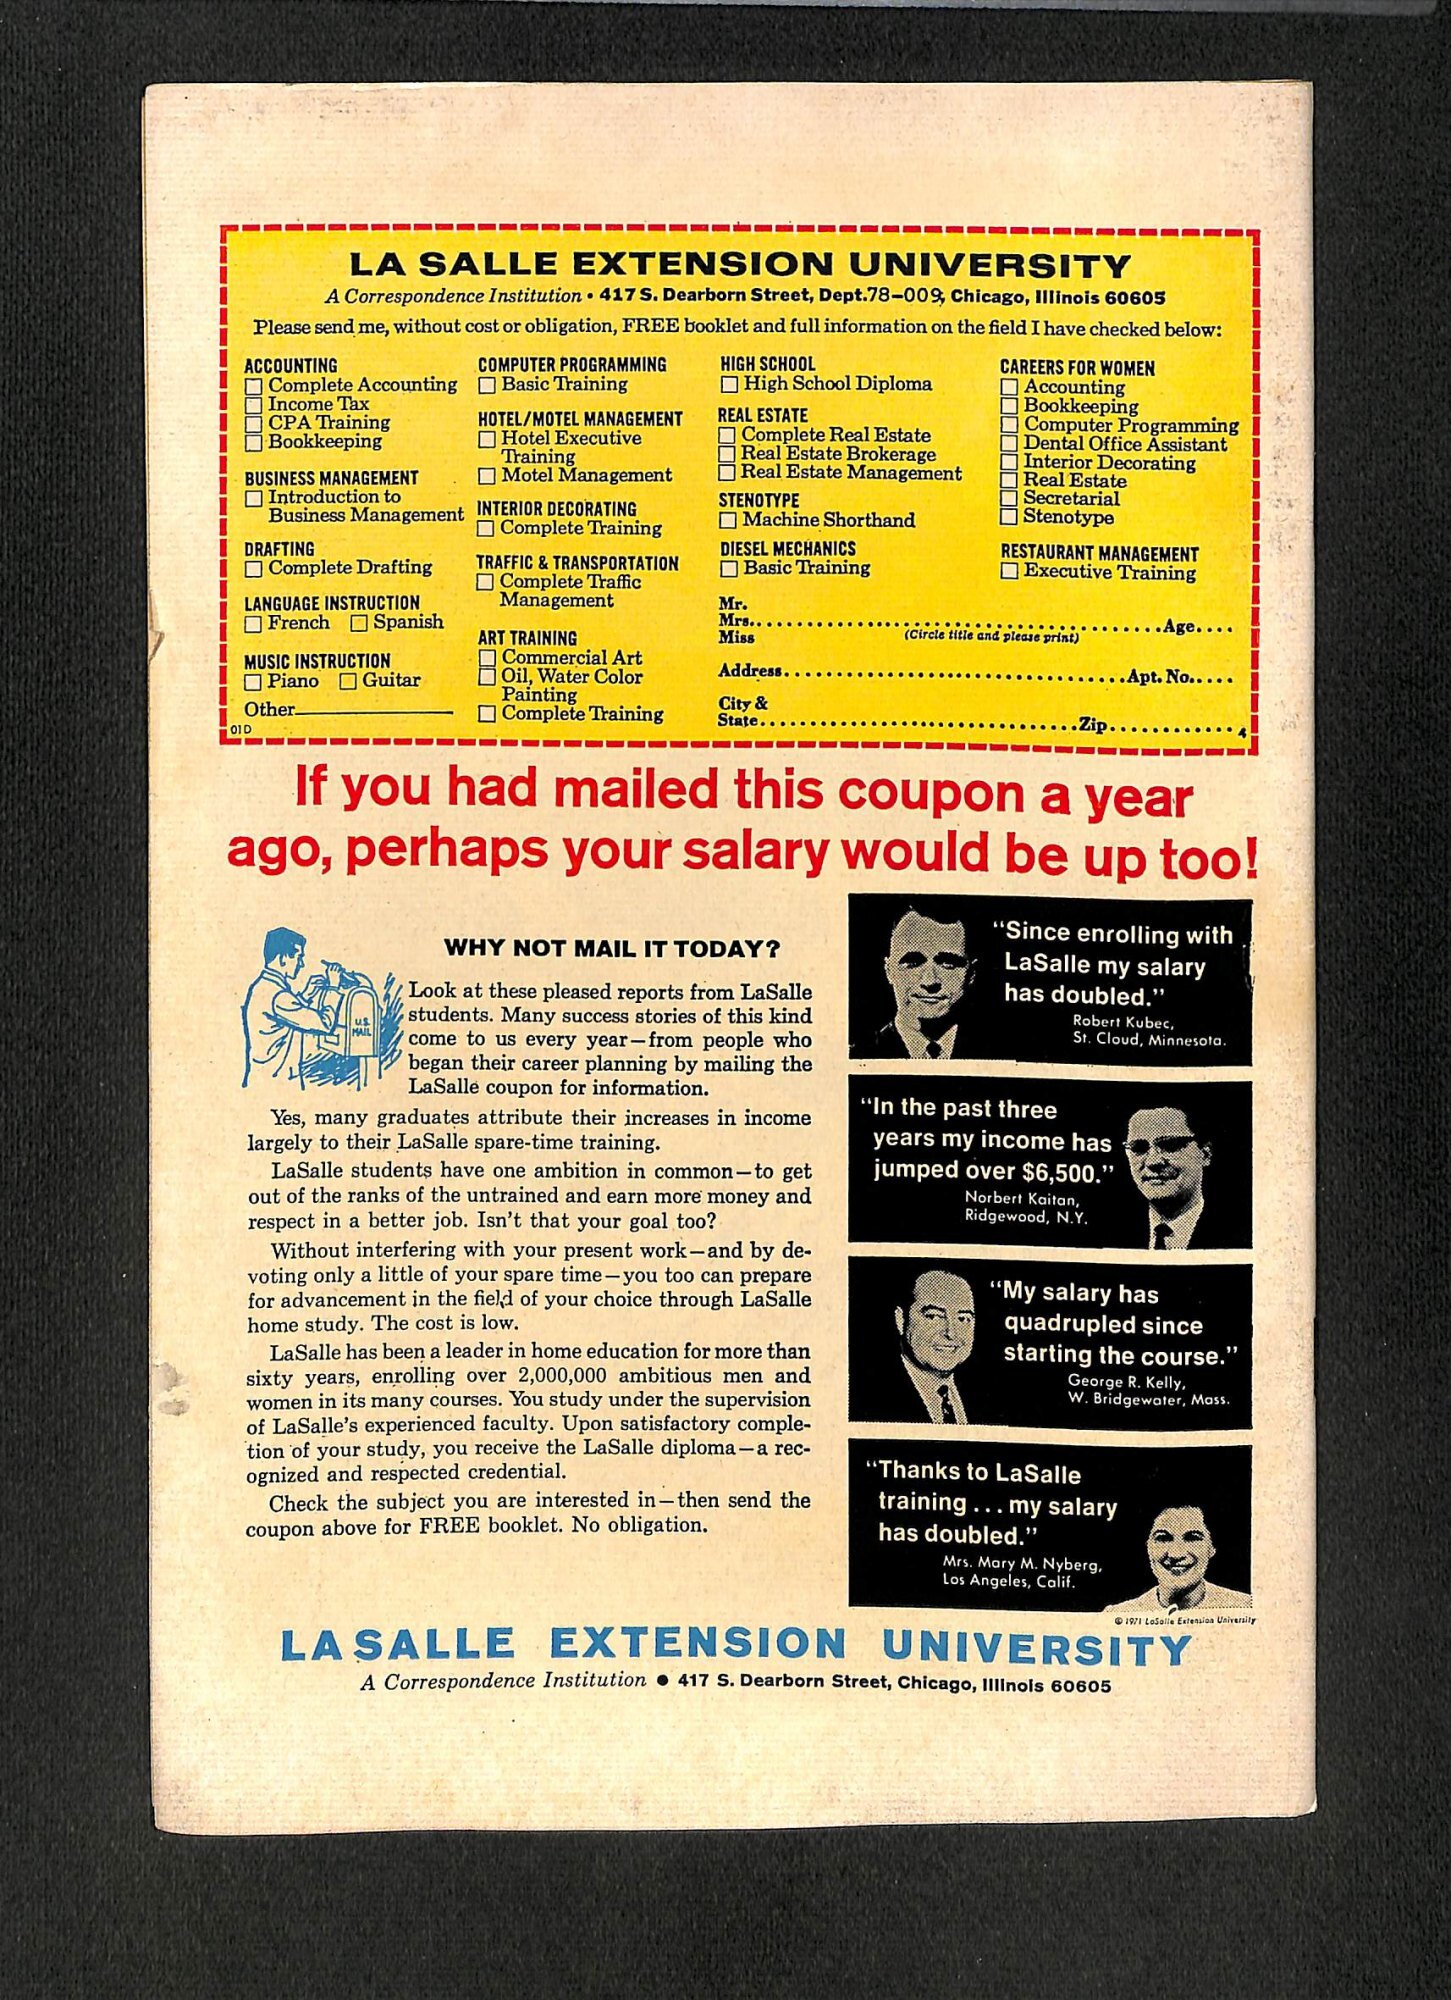 LA SALLE EXTENSION UNIVERSITY
A Correspondence Institution • 417 S. Dearborn Street, Dept. 78-009, Chicago, Illinois 60605
Please send me, without cost or obligation, FREE booklet and full information on the field I have checked below:
ACCOUNTING
Complete Accounting
Income Tax
CPA Training
Bookkeeping
BUSINESS MANAGEMENT
Introduction to
Business Management
DRAFTING
Complete Drafting
LANGUAGE INSTRUCTION
French Spanish
MUSIC INSTRUCTION
Piano Guitar
Other
01D
COMPUTER PROGRAMMING
Basic Training
HOTEL/MOTEL MANAGEMENT
Hotel Executive
Training
Motel Management
INTERIOR DECORATING
Complete Training
TRAFFIC & TRANSPORTATION
Complete Traffic
Management
ART TRAINING
Commercial Art
Oil, Water Color
Painting
Complete Training
HIGH SCHOOL
High School Diploma
REAL ESTATE
Complete Real Estate
Real Estate Brokerage
Real Estate Management
STENOTYPE
Machine Shorthand
DIESEL MECHANICS
Basic Training
CAREERS FOR WOMEN
Accounting
Bookkeeping
Computer Programming
Dental Office Assistant
Interior Decorating
Real Estate
Secretarial
Stenotype
RESTAURANT MANAGEMENT
Executive Training
Mr.
Mrs. Age
Miss (Circle title and please print)
Address Apt. No.
City &
State Zip
4
If you had mailed this coupon a year
ago, perhaps your salary would be up too!
U.S.
MAIL
WHY NOT MAIL IT TODAY?
Look at these pleased reports from LaSalle
students. Many success stories of this kind
come to us every year—from people who
began their career planning by mailing the
LaSalle coupon for information.
Yes, many graduates attribute their increases in income
largely to their LaSalle spare-time training.
LaSalle students have one ambition in common—to get
out of the ranks of the untrained and earn more money and
respect in a better job. Isn't that your goal too?
Without interfering with your present work—and by de-
voting only a little of your spare time—you too can prepare
for advancement in the field of your choice through LaSalle
home study. The cost is low.
LaSalle has been a leader in home education for more than
sixty years, enrolling over 2,000,000 ambitious men and
women in its many courses. You study under the supervision
of LaSalle's experienced faculty. Upon satisfactory comple-
tion of your study, you receive the LaSalle diploma—a rec-
ognized and respected credential.
Check the subject you are interested in—then send the
coupon above for FREE booklet. No obligation.
"Since enrolling with
LaSalle my salary
has doubled."
Robert Kubec,
St. Cloud, Minnesota.
"In the past three
years my income has
jumped over $6,500."
Norbert Kaitan,
Ridgewood, N.Y.
"My salary has
quadrupled since
starting the course."
George R. Kelly,
W. Bridgewater, Mass.
"Thanks to LaSalle
training . . . my salary
has doubled."
Mrs. Mary M. Nyberg,
Los Angeles, Calif.
© 1971 LaSalle Extension University
LA SALLE EXTENSION UNIVERSITY
A Correspondence Institution • 417 S. Dearborn Street, Chicago, Illinois 60605